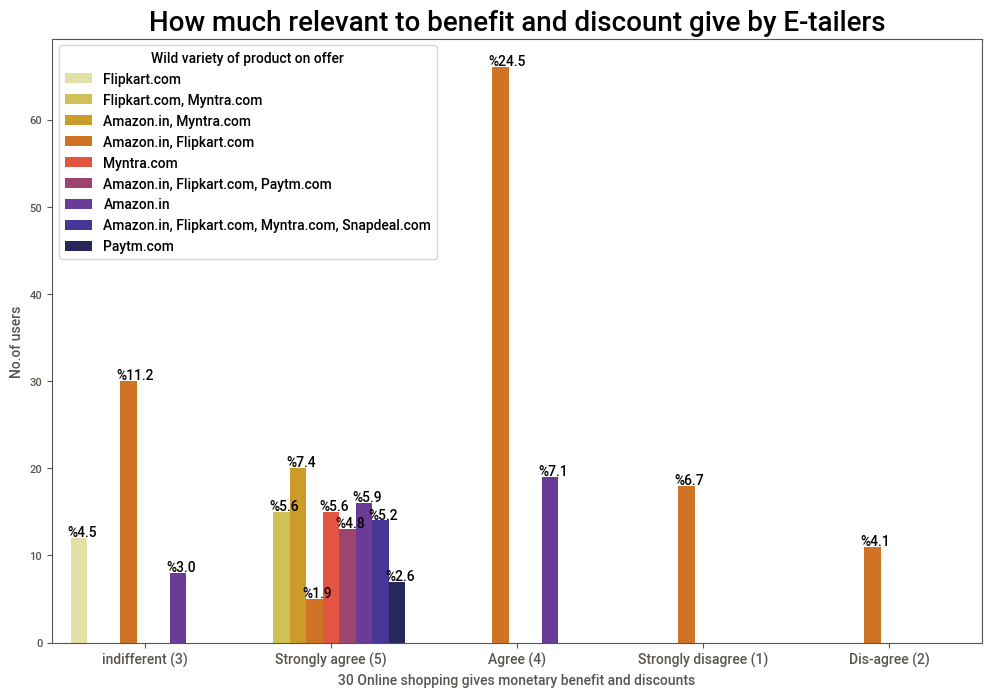 How much relevant to benefit and discount give by E-tailers
Wild variety of product on offer
Flipkart.com
Flipkart.com, Myntra.com
Amazon.in, Myntra.com
Amazon.in, Flipkart.com
Myntra.com
Amazon.in, Flipkart.com, Paytm.com
Amazon.in
Amazon.in, Flipkart.com, Myntra.com, Snapdeal.com
Paytm.com
No.of users
60
50
40
30
20
10
0
%4.5
%11.2
%3.0
%5.6
%7.4
%1.9
%5.6
%4.8
%5.9
%5.2
%2.6
%24.5
%7.1
%6.7
%4.1
indifferent (3)
Strongly agree (5)
Agree (4)
Strongly disagree (1)
Dis-agree (2)
30 Online shopping gives monetary benefit and discounts